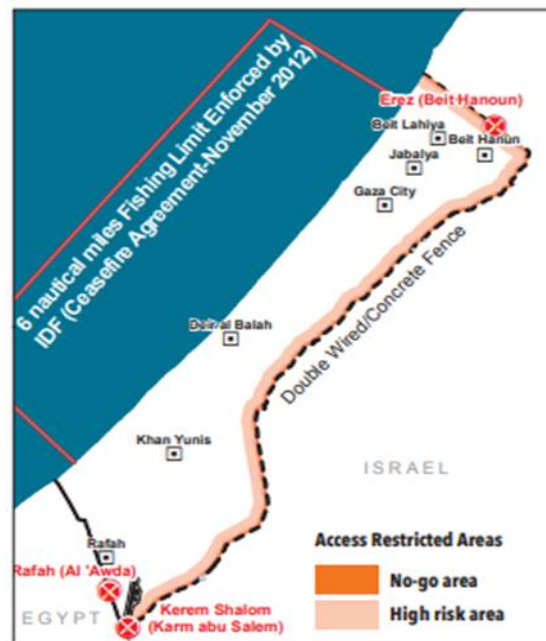 6 nautical miles Fishing Limit Enforced by
IDF (Ceasefire Agreement-November 2012)
Erez (Beit Hanoun)
Beit Lahiya
Beit Hanun
Jabalya
Gaza City
Double Wired/Concrete Fence
Deir al Balah
Khan Yunis
ISRAEL
Rafah
Rafah (Al 'Awda)
EGYPT
Kerem Shalom
(Karm abu Salem)
Access Restricted Areas
No-go area
High risk area